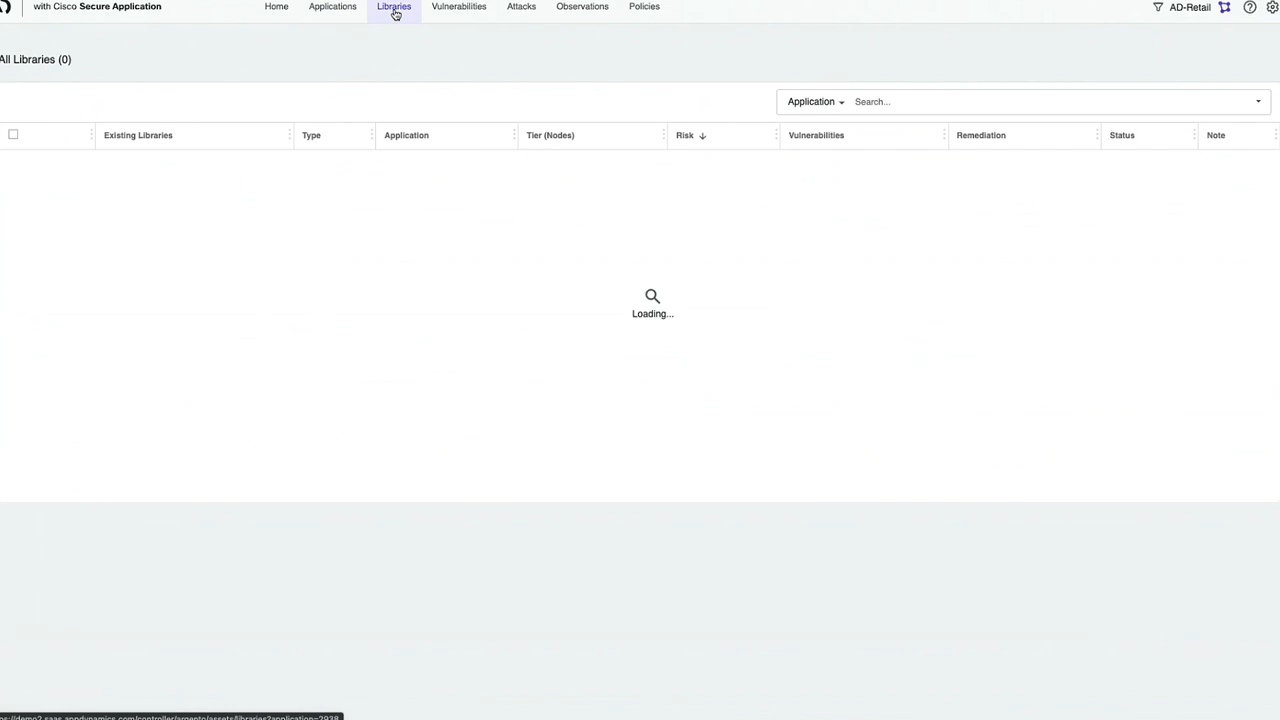 with Cisco Secure Application Home Applications Libraries Vulnerabilities Attacks Observations Policies AD-Retail
All Libraries (0)
Application Search...
Existing Libraries Type Application Tier (Nodes) Risk Vulnerabilities Remediation Status Note
Loading...